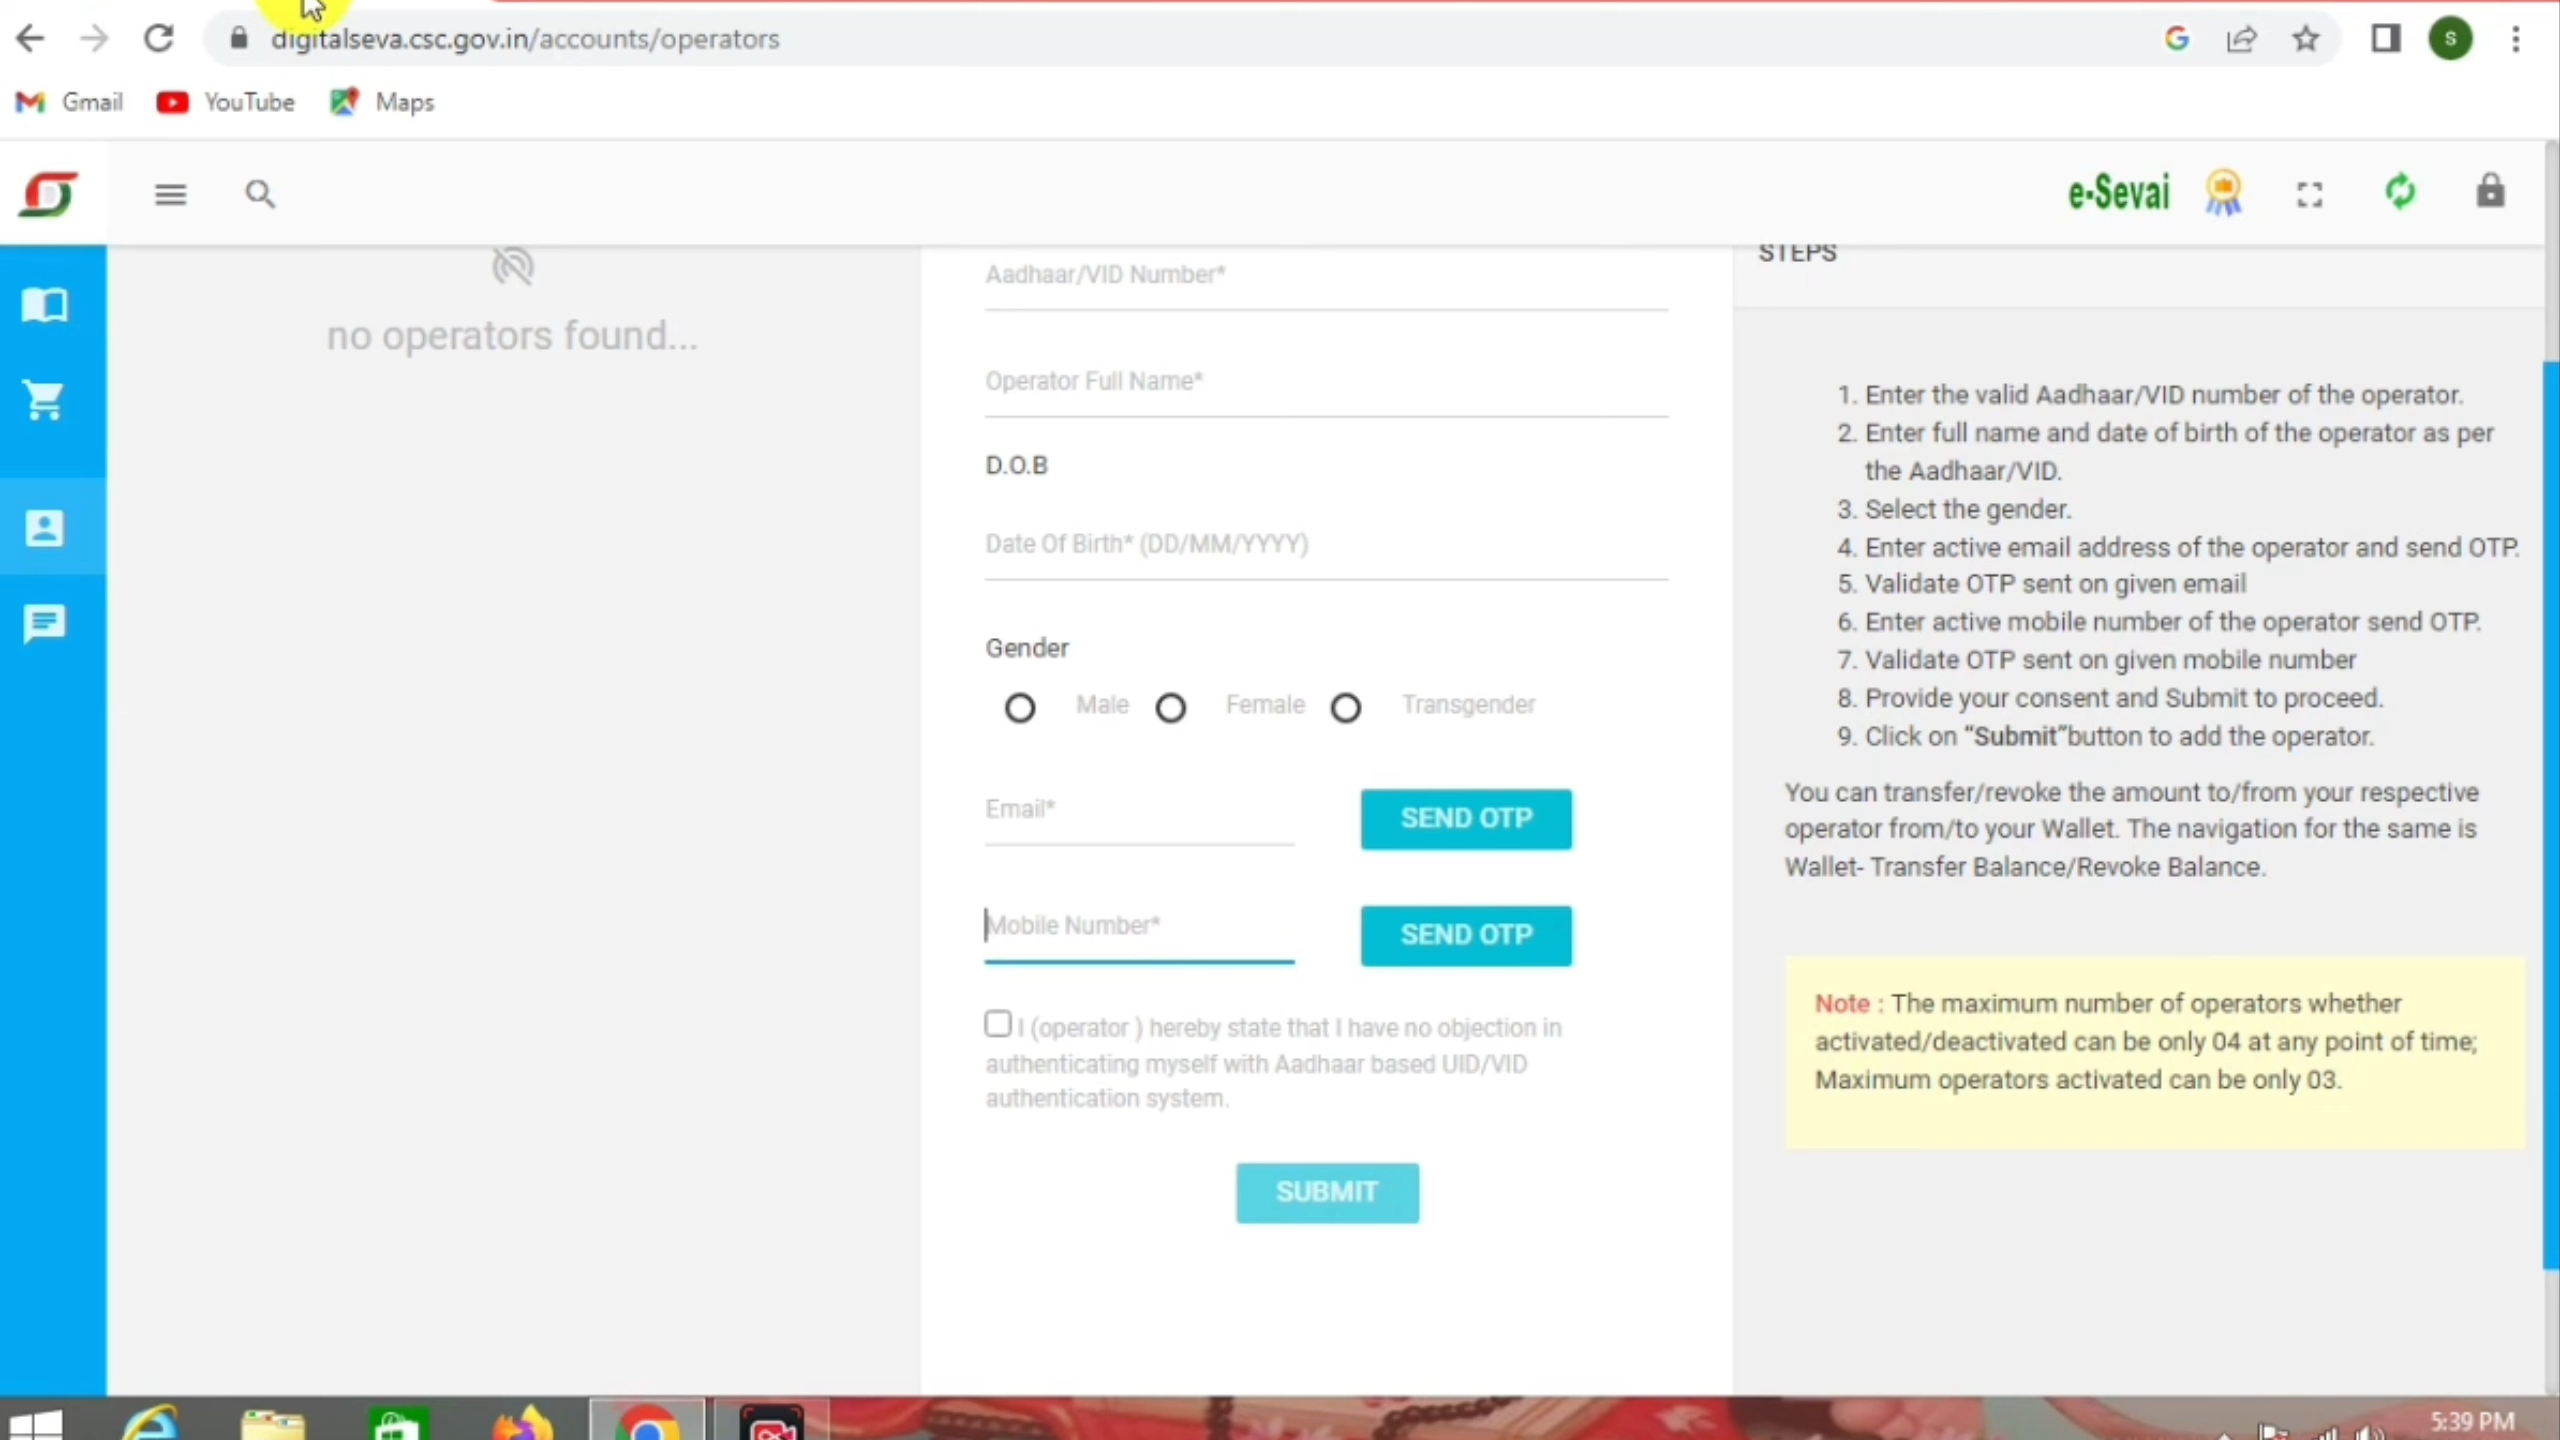 digitalseva.csc.gov.in/accounts/operators
G
S
Gmail
YouTube
Maps
D
e-Sevai
no operators found...
Aadhaar/VID Number*
Operator Full Name*
D.O.B
Date Of Birth* (DD/MM/YYYY)
Gender
Male
Female
Transgender
Email*
SEND OTP
Mobile Number*
SEND OTP
I (operator ) hereby state that I have no objection in
authenticating myself with Aadhaar based UID/VID
authentication system.
SUBMIT
STEPS
1. Enter the valid Aadhaar/VID number of the operator.
2. Enter full name and date of birth of the operator as per
the Aadhaar/VID.
3. Select the gender.
4. Enter active email address of the operator and send OTP.
5. Validate OTP sent on given email
6. Enter active mobile number of the operator send OTP.
7. Validate OTP sent on given mobile number
8. Provide your consent and Submit to proceed.
9. Click on “Submit”button to add the operator.
You can transfer/revoke the amount to/from your respective
operator from/to your Wallet. The navigation for the same is
Wallet- Transfer Balance/Revoke Balance.
Note : The maximum number of operators whether
activated/deactivated can be only 04 at any point of time;
Maximum operators activated can be only 03.
5:39 PM